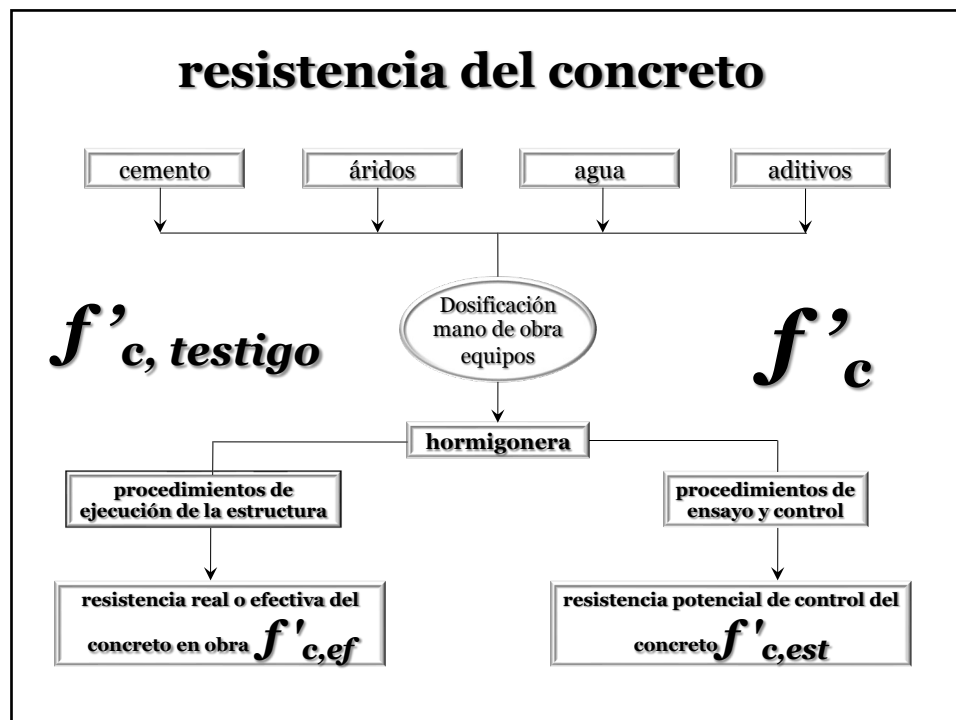 resistencia del concreto
cemento
áridos
agua
aditivos
Dosificación
mano de obra
equipos
f'c, testigo
f'c
hormigonera
procedimientos de
ejecución de la estructura
procedimientos de
ensayo y control
resistencia real o efectiva del
concreto en obra f'c,ef
resistencia potencial de control del
concreto f'c,est